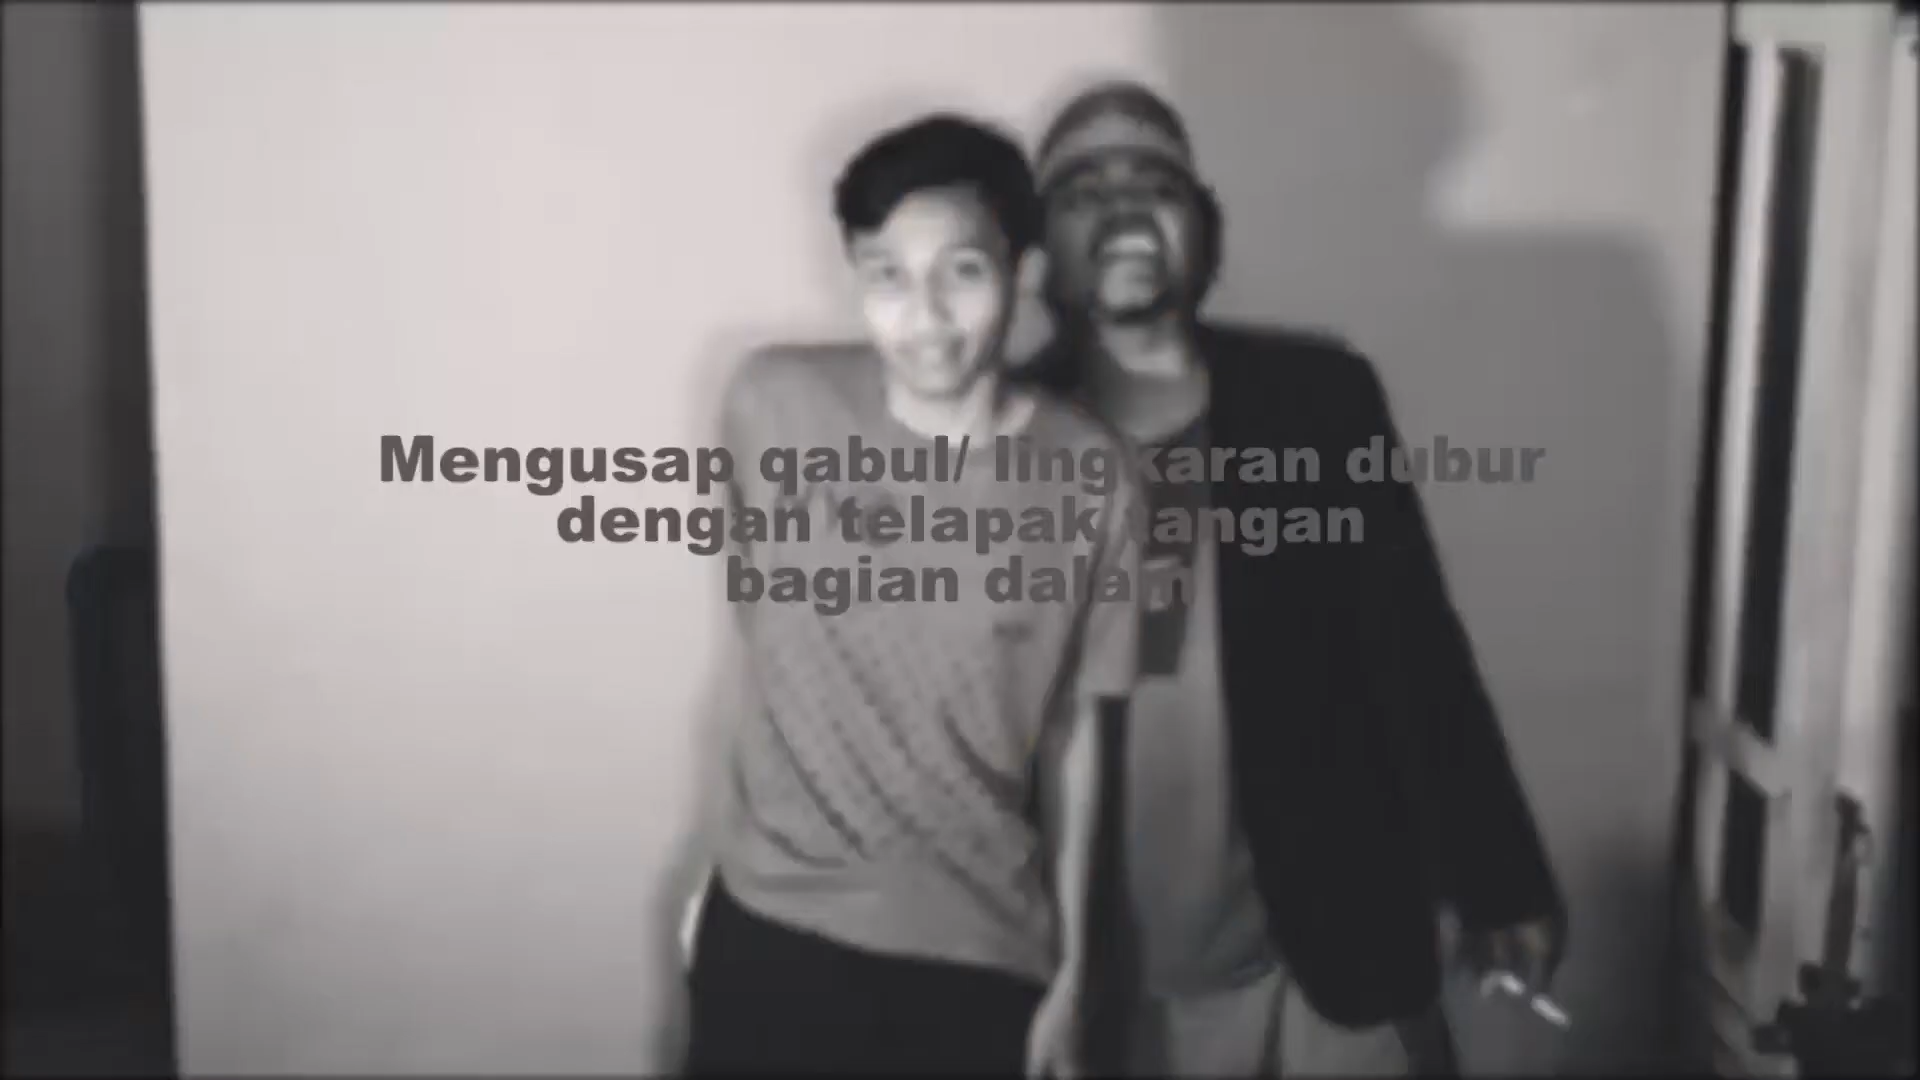 Mengusap qabul/ lingkaran dubur
dengan telapak tangan
bagian dalam